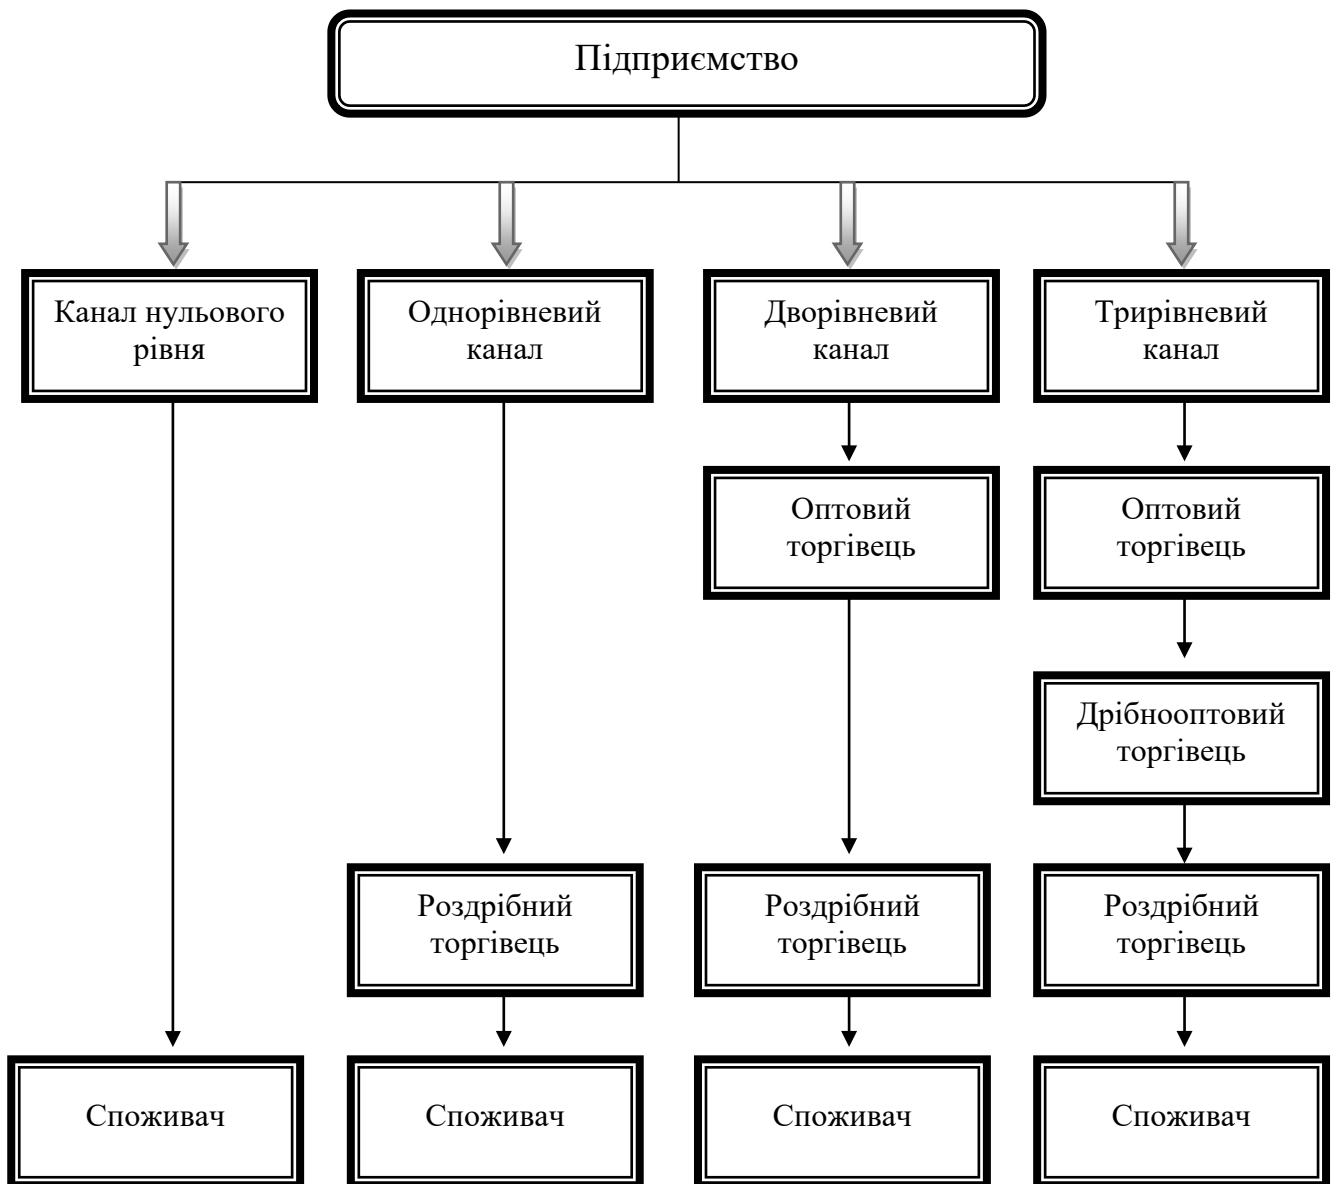 Підприємство
Канал нульового
рівня
Однорівневий
канал
Дворівневий
канал
Трирівневий
канал
Оптовий
торгівець
Оптовий
торгівець
Дрібнооптовий
торгівець
Роздрібний
торгівець
Роздрібний
торгівець
Роздрібний
торгівець
Споживач
Споживач
Споживач
Споживач